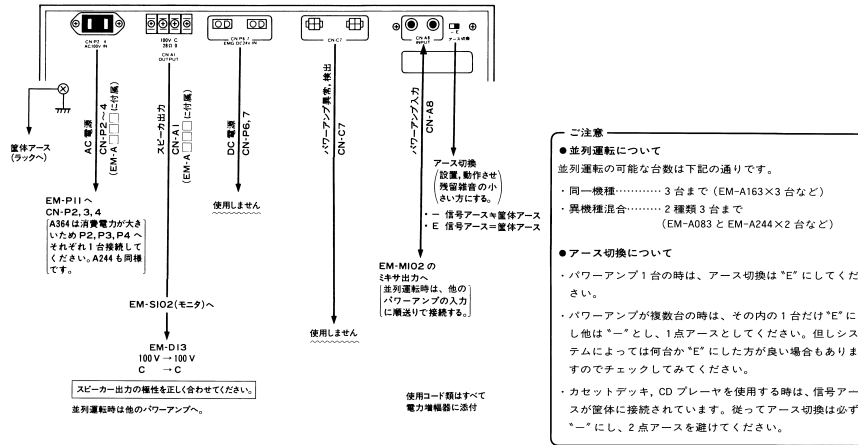 CN-P2〜4
AC100V IN
100V C
28Ω 0
CN-A1
OUTPUT
CN-P6/7
EMG DC24V IN
CN-C7
CN A8
INPUT
- E
アース切換
筐体アース
(ラックへ)
AC電源
CN-P2〜4
(EM-A□□□に付属)
スピーカ出力
CN-A1
(EM-A□□□に付属)
DC電源
CN-P6,7
パワーアンプ異常,検出
CN-C7
パワーアンプ入力
CN-A8
アース切換
(設置,動作させ
残留雑音の小
さい方にする。)
・- 信号アース≒筐体アース
・E 信号アース=筐体アース
EM-P11へ
CN-P2,3,4
[A364は消費電力が大き
いためP2,P3,P4へ
それぞれ1台接続して
ください。A244も同様
です。]
使用しません
EM-M102の
ミキサ出力へ
[並列運転時は、他の
パワーアンプの入力
に順送りで接続する。]
EM-S102(モニタ)へ
使用しません
EM-D13
100V→100V
C →C
スピーカー出力の極性を正しく合わせてください。
並列運転時は他のパワーアンプへ。
使用コード類はすべて
電力増幅器に添付
ご注意
●並列運転について
並列運転の可能な台数は下記の通りです。
・同一機種…………3台まで(EM-A163×3台など)
・異機種混合………2種類3台まで
(EM-A083とEM-A244×2台など)
●アース切換について
・パワーアンプ1台の時は、アース切換は"E"にしてくだ
さい。
・パワーアンプが複数台の時は、その内の1台だけ"E"に
し他は"-"とし、1点アースとしてください。但しシス
テムによっては何台か"E"にした方が良い場合もありま
すのでチェックしてみてください。
・カセットデッキ,CDプレーヤを使用する時は、信号アー
スが筐体に接続されています。従ってアース切換は必ず
"-"にし、2点アースを避けてください。